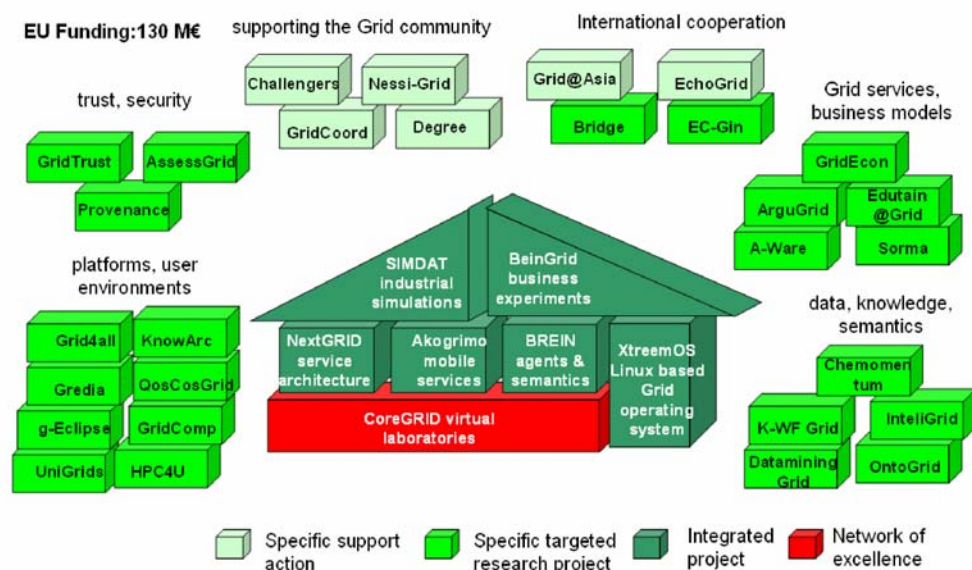 EU Funding:130 M€
supporting the Grid community
Challengers
Nessi-Grid
GridCoord
Degree
International cooperation
Grid@Asia
EchoGrid
Bridge
EC-Gin
trust, security
GridTrust
AssessGrid
Provenance
Grid services,
business models
GridEcon
ArguGrid
Edutain
@Grid
A-Ware
Sorma
platforms, user
environments
Grid4all
KnowArc
Gredia
QosCosGrid
g-Eclipse
GridComp
UniGrids
HPC4U
SIMDAT
industrial
simulations
BeinGrid
business
experiments
NextGRID
service
architecture
Akogrimo
mobile
services
BREIN
agents &
semantics
XtreemOS
Linux based
Grid
operating
system
CoreGRID virtual
laboratories
data, knowledge,
semantics
Chemomen
tum
K-WF Grid
InteliGrid
Datamining
Grid
OntoGrid
Specific support
action
Specific targeted
research project
Integrated
project
Network of
excellence